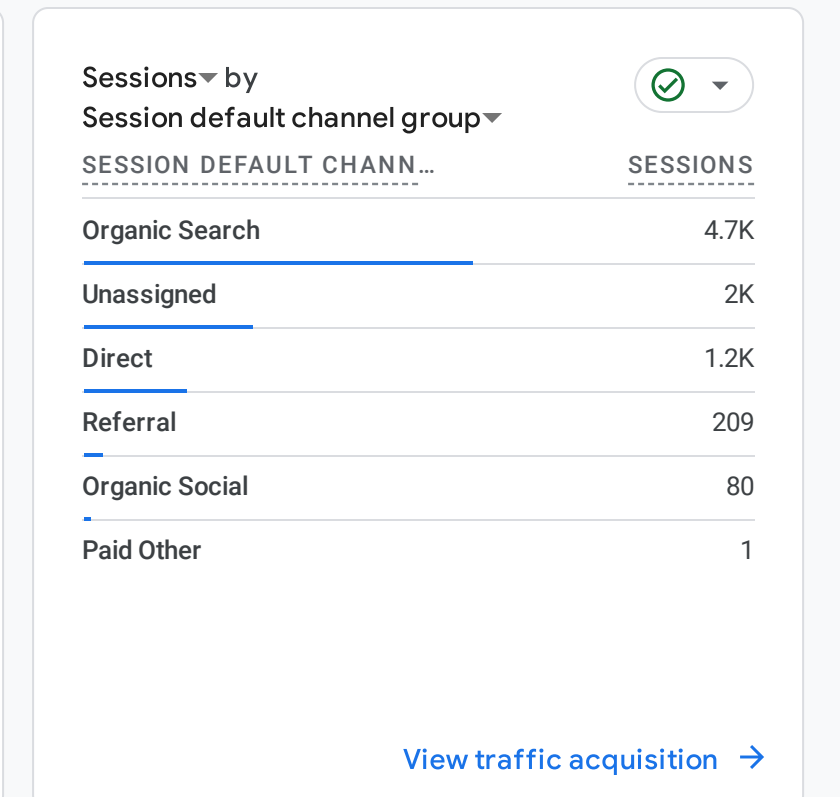 Sessions by
Session default channel group
SESSION DEFAULT CHANN… SESSIONS
Organic Search 4.7K
Unassigned 2K
Direct 1.2K
Referral 209
Organic Social 80
Paid Other 1
View traffic acquisition